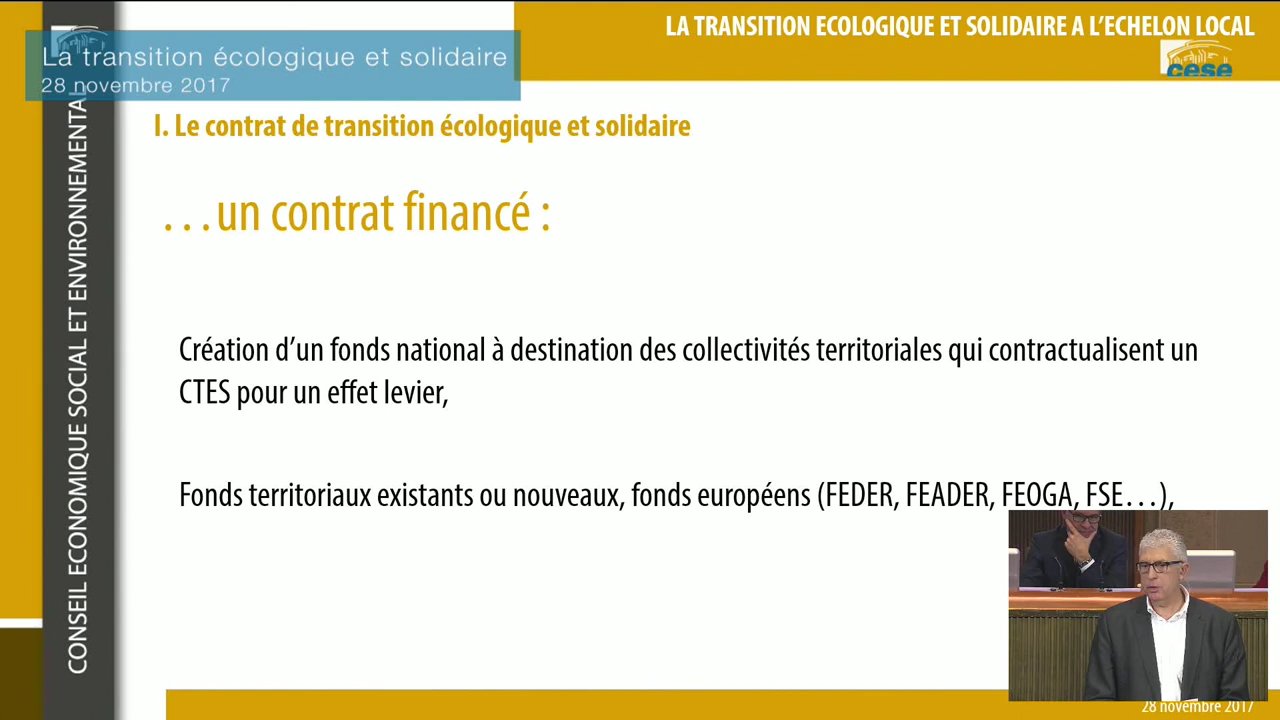 LA TRANSITION ECOLOGIQUE ET SOLIDAIRE A L’ECHELON LOCAL
La transition écologique et solidaire
28 novembre 2017
cese
CONSEIL ECONOMIQUE SOCIAL ET ENVIRONNEMENTAL
I. Le contrat de transition écologique et solidaire
…un contrat financé :
Création d’un fonds national à destination des collectivités territoriales qui contractualisent un
CTES pour un effet levier,
Fonds territoriaux existants ou nouveaux, fonds européens (FEDER, FEADER, FEOGA, FSE…),
28 novembre 2017